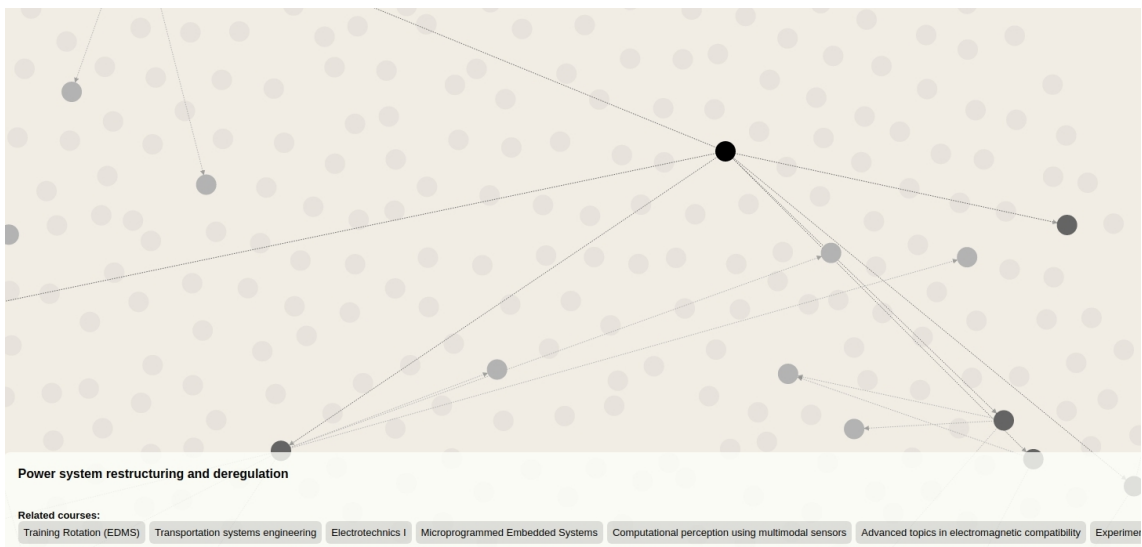 Power system restructuring and deregulation
Related courses:
Training Rotation (EDMS) Transportation systems engineering Electrotechnics I Microprogrammed Embedded Systems Computational perception using multimodal sensors Advanced topics in electromagnetic compatibility Experimen